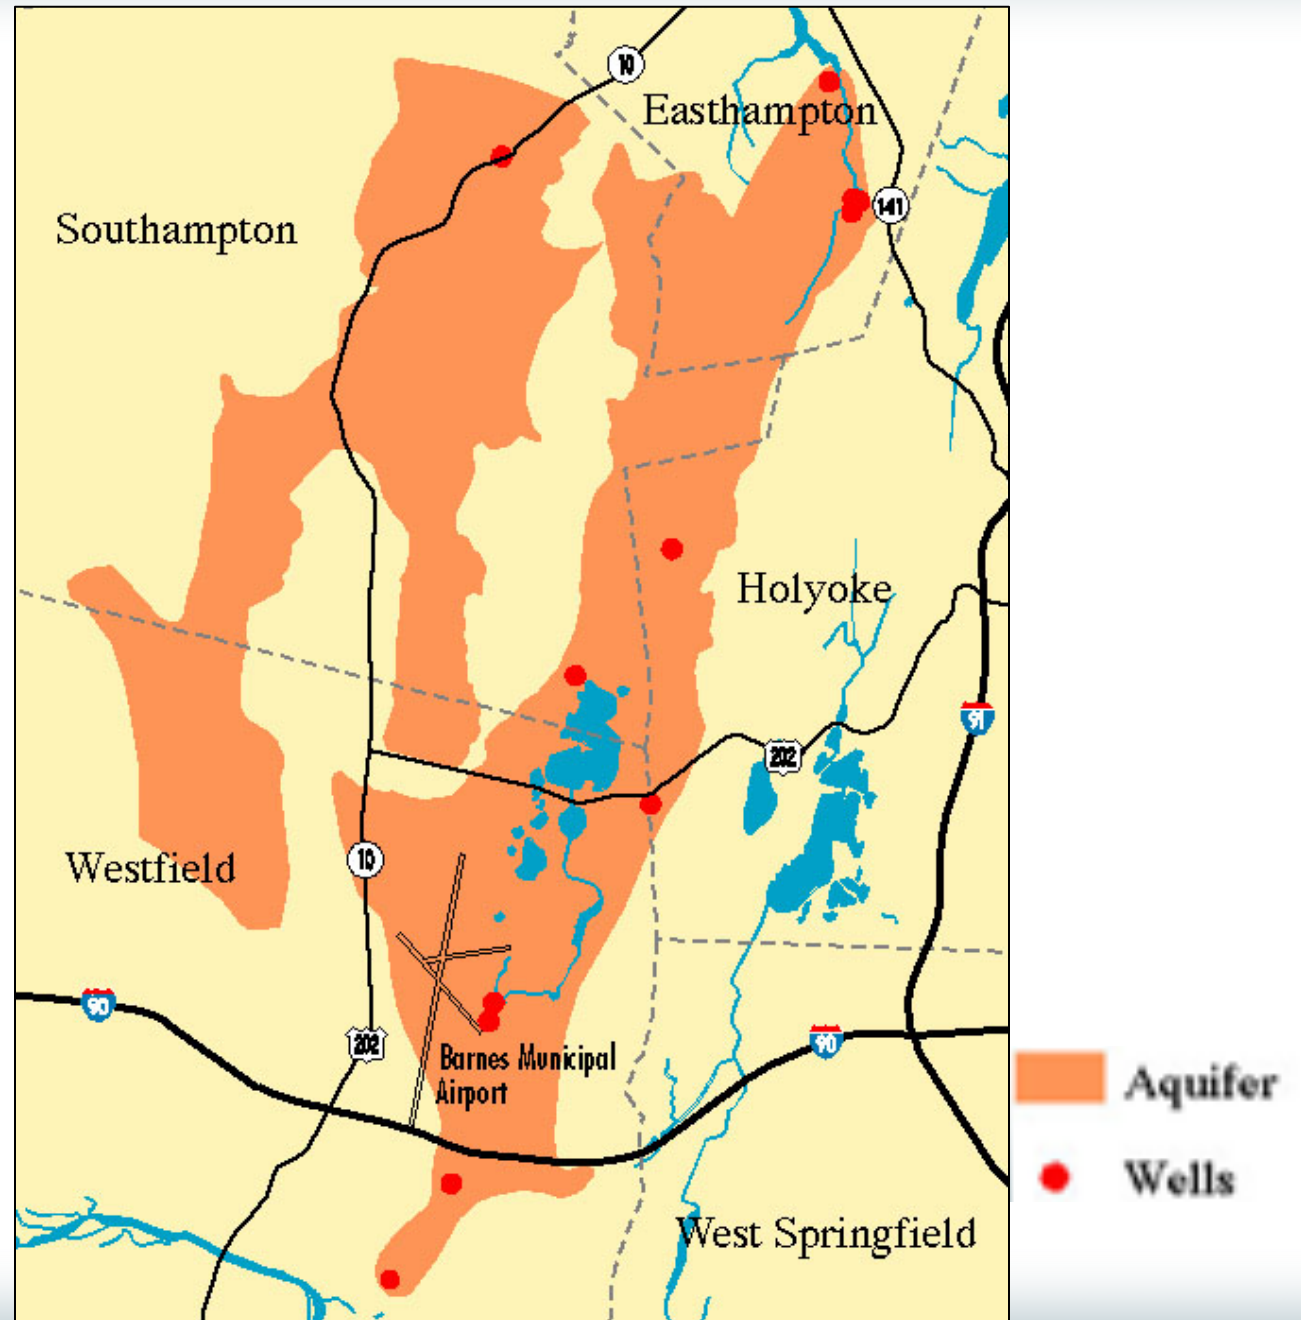 10
Easthampton
141
Southampton
Holyoke
91
202
10
Westfield
90
202
90
Barnes Municipal
Airport
Aquifer
Wells
West Springfield